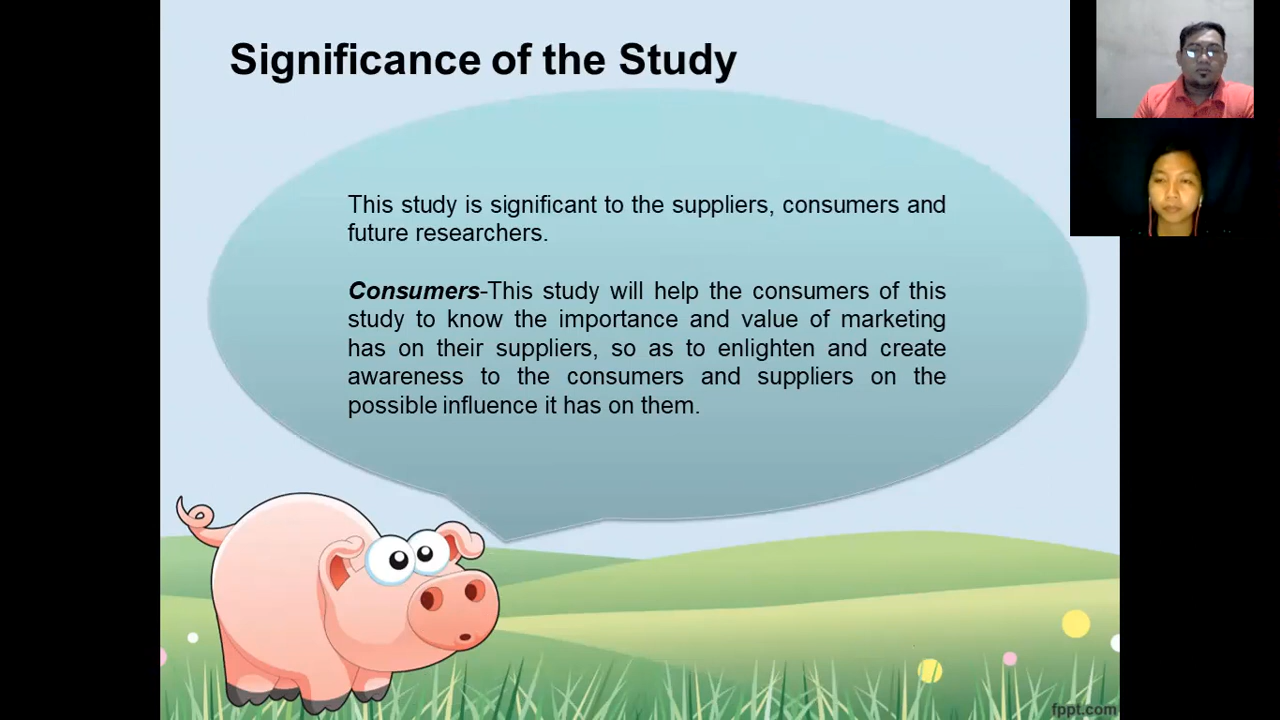 Significance of the Study
This study is significant to the suppliers, consumers and
future researchers.
Consumers-This study will help the consumers of this
study to know the importance and value of marketing
has on their suppliers, so as to enlighten and create
awareness to the consumers and suppliers on the
possible influence it has on them.
fppt.com